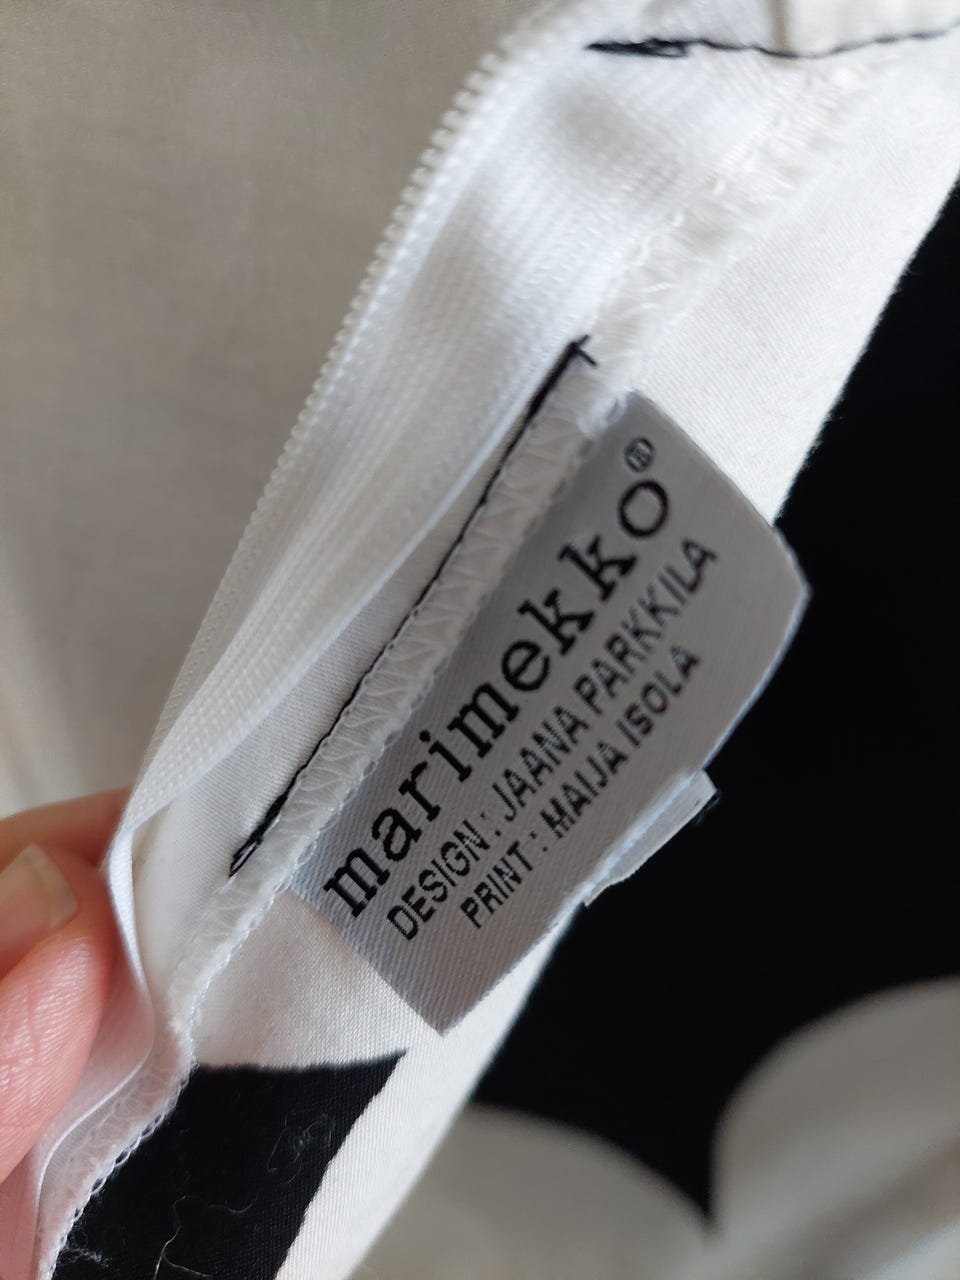 marimekko®
DESIGN : JAANA PARKKILA
PRINT : MAIJA ISOLA